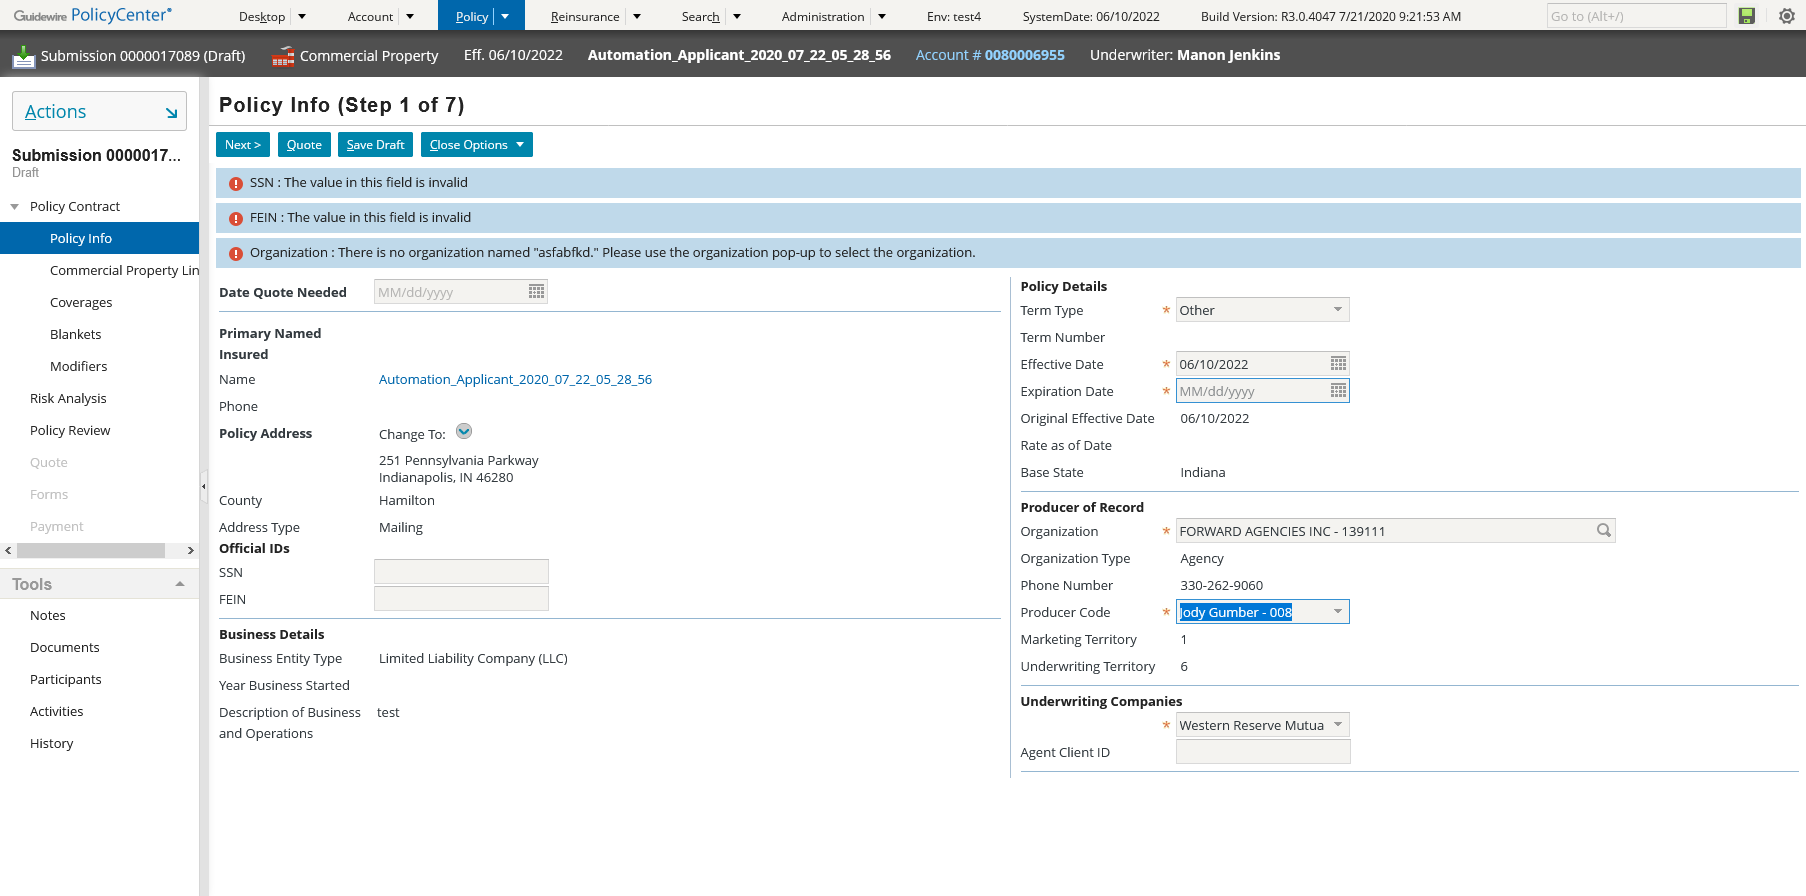 Guidewire PolicyCenter
Desktop Account Policy Reinsurance Search Administration Env: test4 SystemDate: 06/10/2022 Build Version: R3.0.4047 7/21/2020 9:21:53 AM Go to (Alt+/)
Submission 0000017089 (Draft) Commercial Property Eff. 06/10/2022 Automation_Applicant_2020_07_22_05_28_56 Account # 0080006955 Underwriter: Manon Jenkins
Actions
Submission 0000017...
Draft
Policy Contract
Policy Info
Commercial Property Lin
Coverages
Blankets
Modifiers
Risk Analysis
Policy Review
Quote
Forms
Payment
Tools
Notes
Documents
Participants
Activities
History
Policy Info (Step 1 of 7)
Next > Quote Save Draft Close Options
SSN : The value in this field is invalid
FEIN : The value in this field is invalid
Organization : There is no organization named "asfabfkd." Please use the organization pop-up to select the organization.
Date Quote Needed MM/dd/yyyy
Primary Named
Insured
Name Automation_Applicant_2020_07_22_05_28_56
Phone
Policy Address Change To:
251 Pennsylvania Parkway
Indianapolis, IN 46280
County Hamilton
Address Type Mailing
Official IDs
SSN
FEIN
Business Details
Business Entity Type Limited Liability Company (LLC)
Year Business Started
Description of Business test
and Operations
Policy Details
Term Type * Other
Term Number
Effective Date * 06/10/2022
Expiration Date * MM/dd/yyyy
Original Effective Date 06/10/2022
Rate as of Date
Base State Indiana
Producer of Record
Organization * FORWARD AGENCIES INC - 139111
Organization Type Agency
Phone Number 330-262-9060
Producer Code * Jody Gumber - 008
Marketing Territory 1
Underwriting Territory 6
Underwriting Companies
* Western Reserve Mutua
Agent Client ID